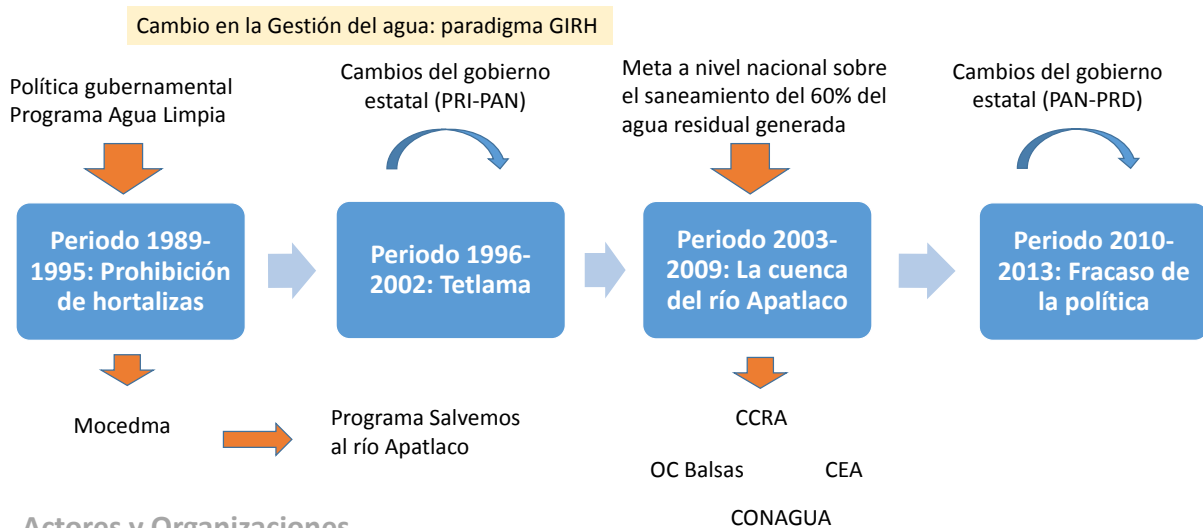 Cambio en la Gestión del agua: paradigma GIRH
Política gubernamental
Programa Agua Limpia
Cambios del gobierno
estatal (PRI-PAN)
Meta a nivel nacional sobre
el saneamiento del 60% del
agua residual generada
Cambios del gobierno
estatal (PAN-PRD)
Periodo 1989-
1995: Prohibición
de hortalizas
Periodo 1996-
2002: Tetlama
Periodo 2003-
2009: La cuenca
del río Apatlaco
Periodo 2010-
2013: Fracaso de
la política
Mocedma
Programa Salvemos
al río Apatlaco
CCRA
OC Balsas
CEA
CONAGUA
Actores y Organizaciones